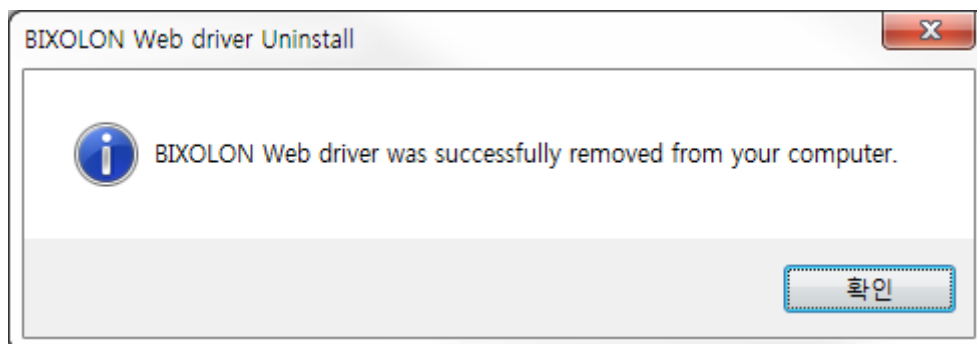 BIXOLON Web driver Uninstall
BIXOLON Web driver was successfully removed from your computer.
확인